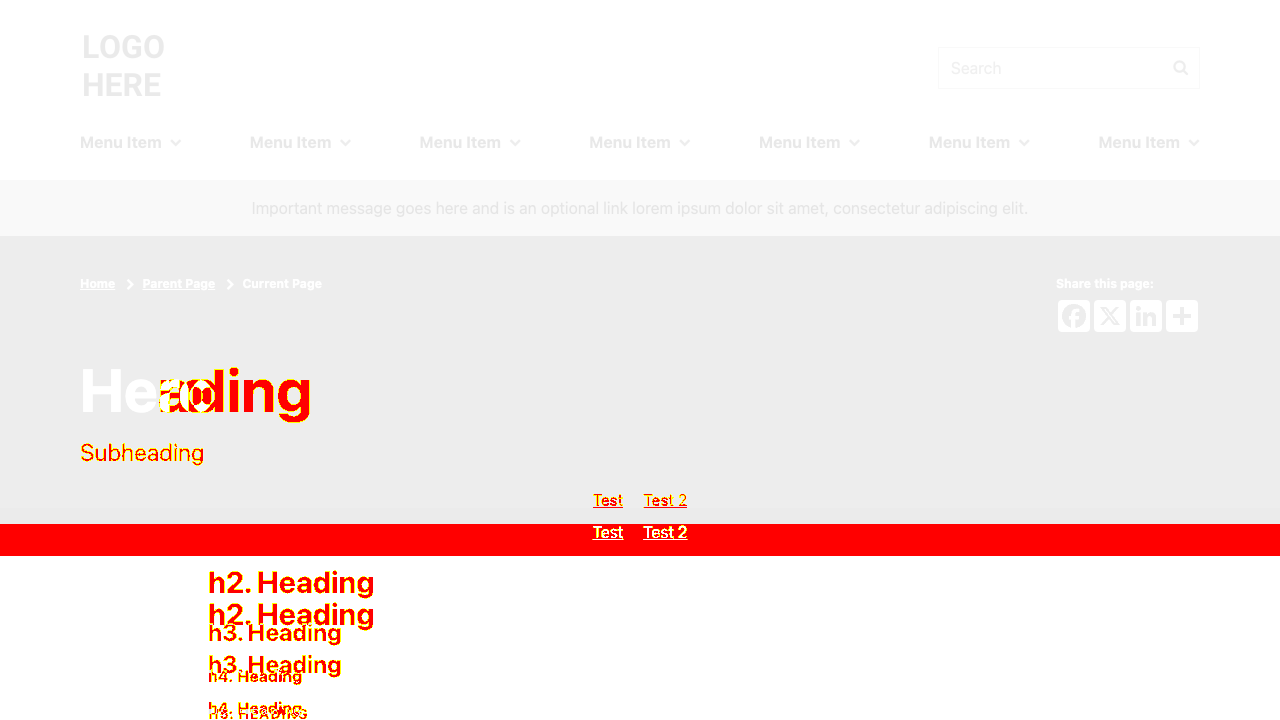 LOGO
HERE
Search
Menu Item Menu Item Menu Item Menu Item Menu Item Menu Item Menu Item
Important message goes here and is an optional link lorem ipsum dolor sit amet, consectetur adipiscing elit.
Home Parent Page Current Page
Share this page:
Heading
Subheading
Test Test 2
Test Test 2
h2. Heading
h2. Heading
h3. Heading
h3. Heading
h4. Heading
h4. Heading